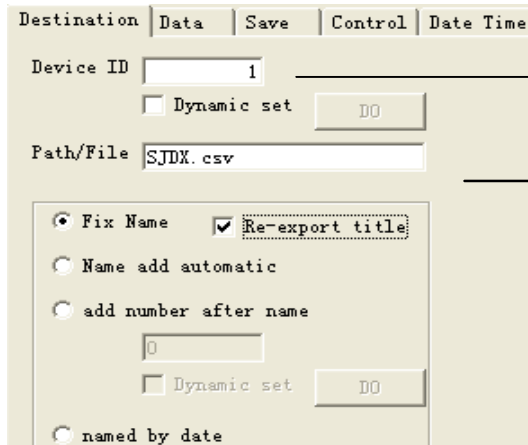 Destination Data Save Control Date Time
Device ID 1
Dynamic set DO
Path/File SJDX.csv
Fix Name Re-export title
Name add automatic
add number after name
0
Dynamic set DO
named by date